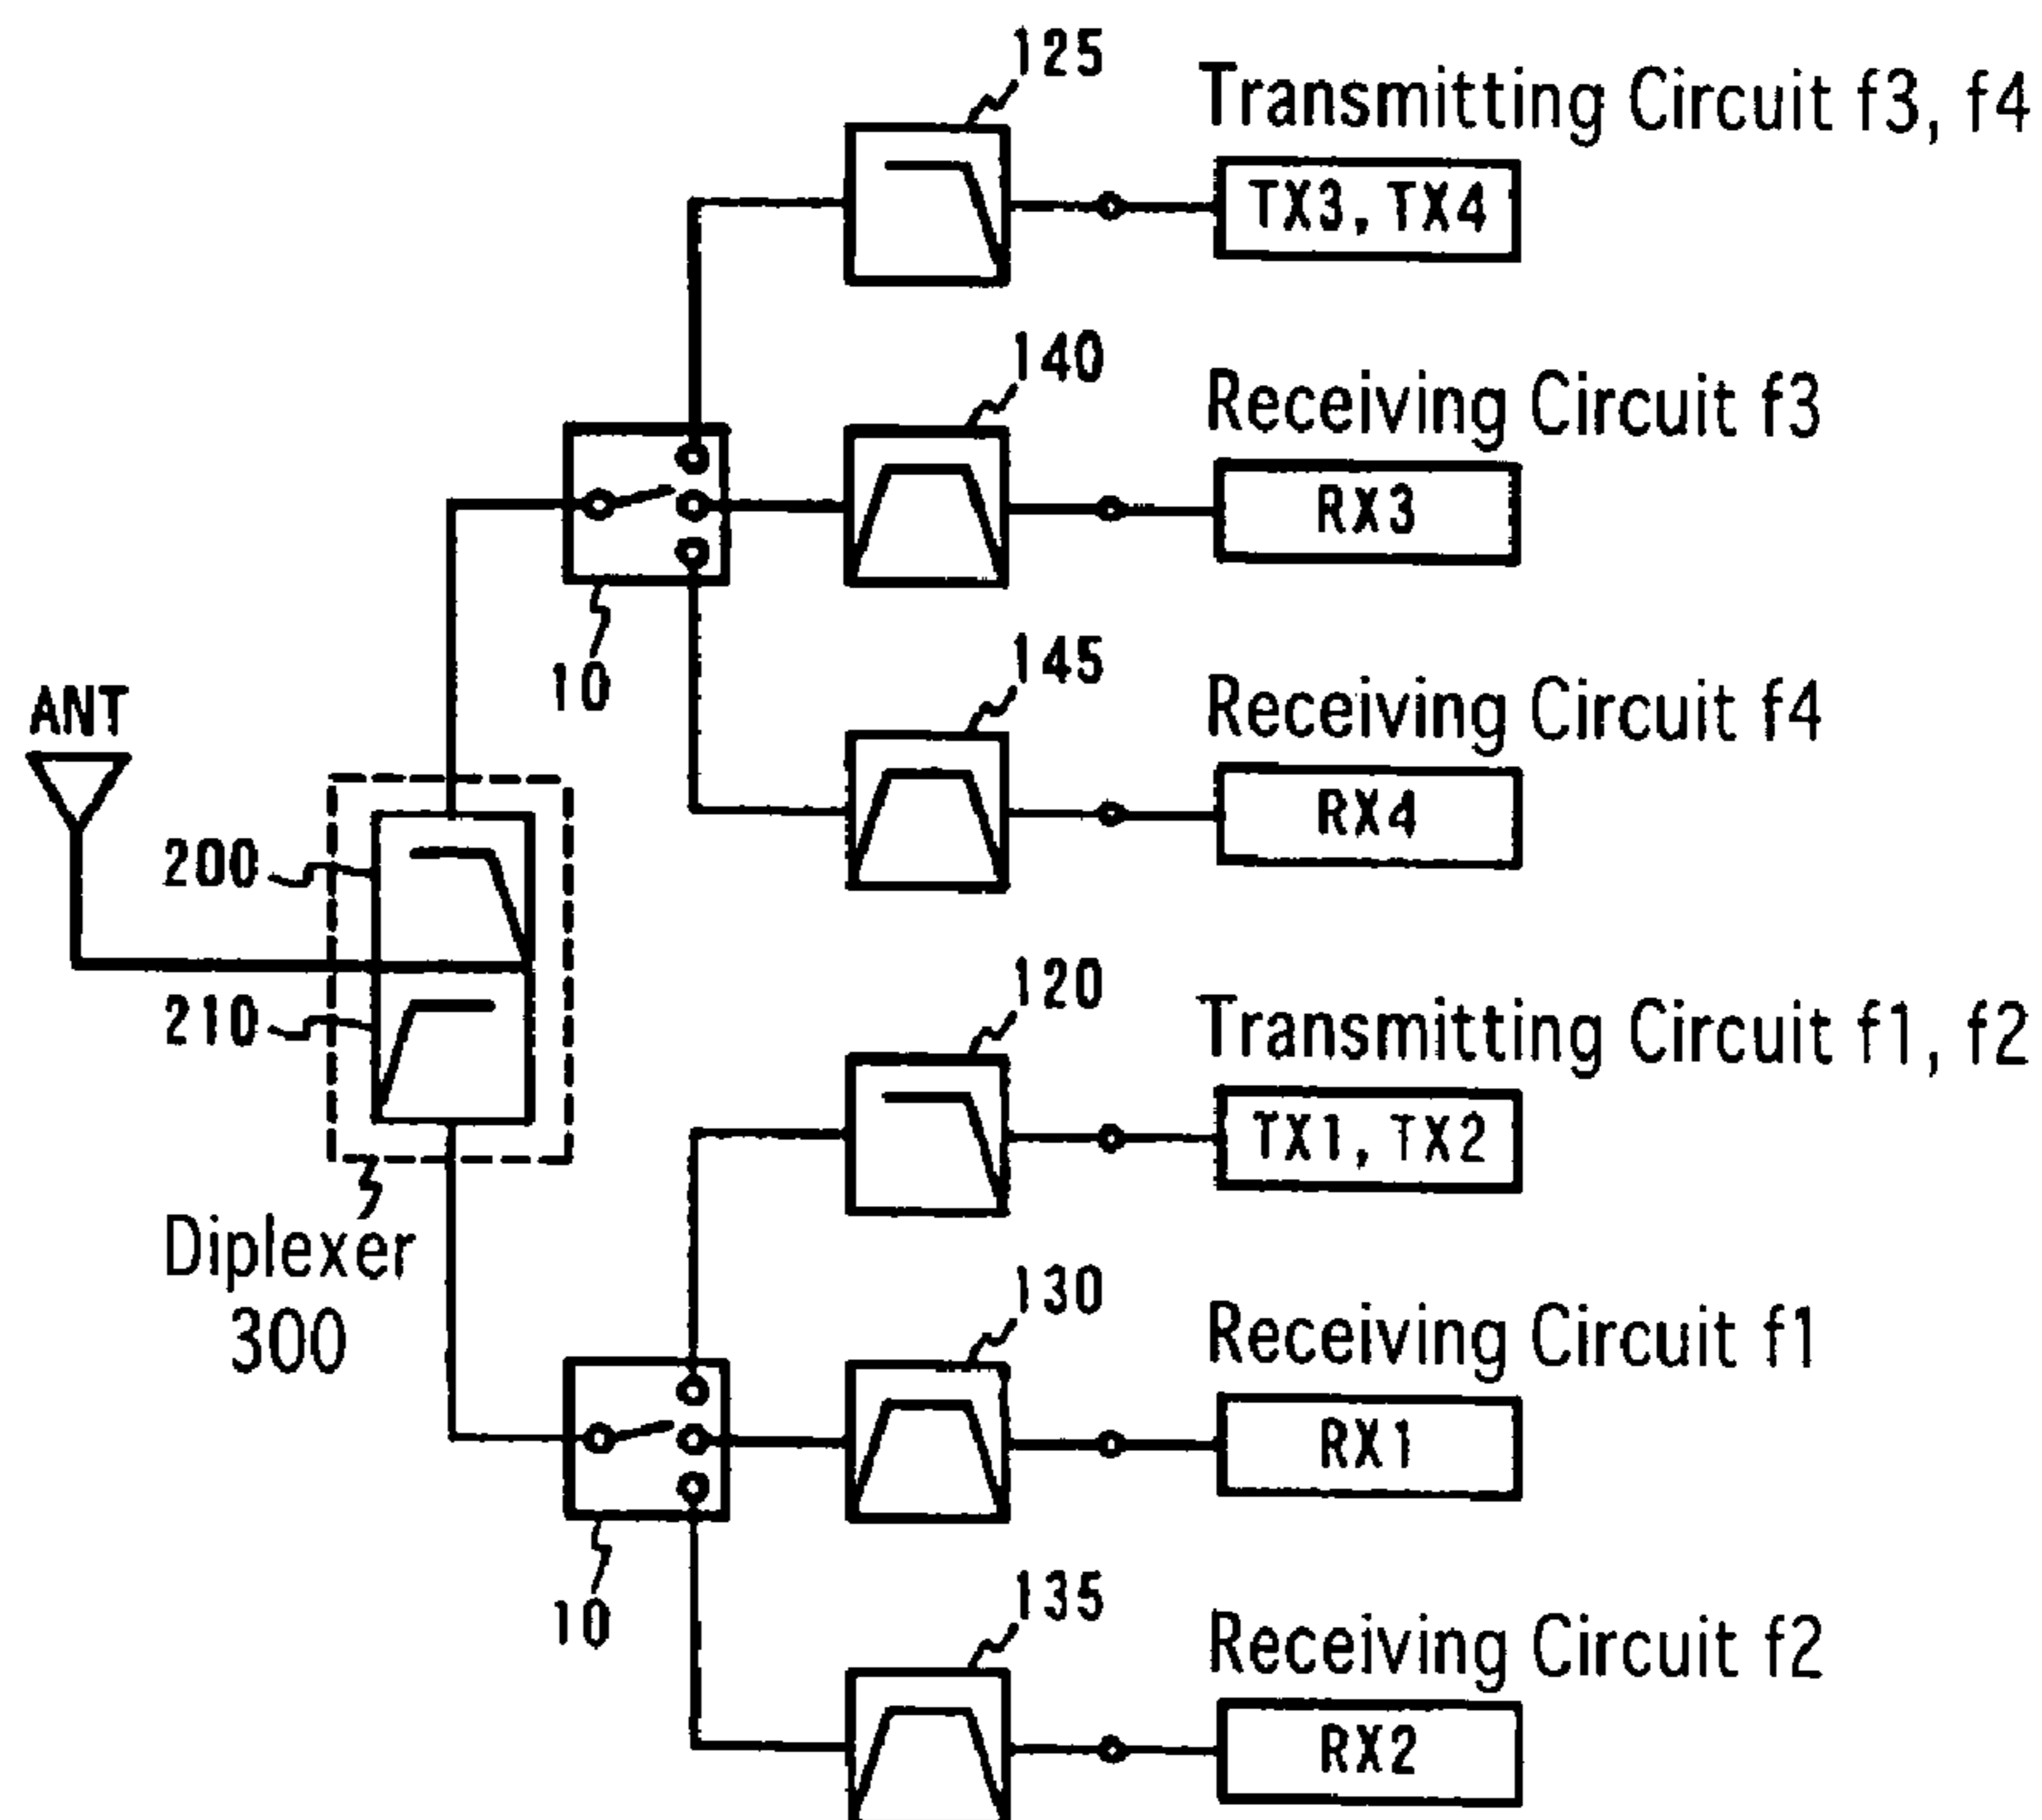 125
Transmitting Circuit f3, f4
TX3, TX4
140
Receiving Circuit f3
RX3
10
145
Receiving Circuit f4
RX4
ANT
200
210
Diplexer
300
120
Transmitting Circuit f1, f2
TX1, TX2
130
Receiving Circuit f1
RX1
10
135
Receiving Circuit f2
RX2